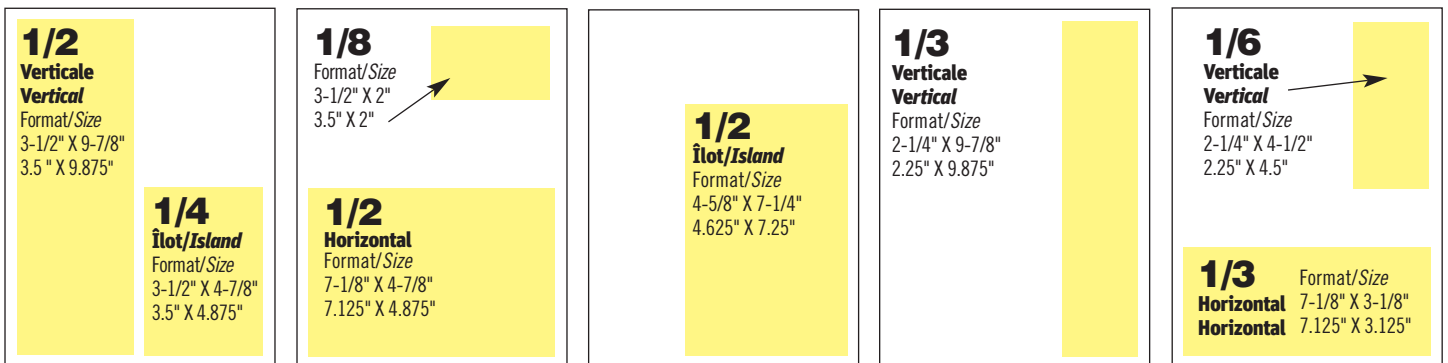 1/2
Verticale
Vertical
Format/Size
3-1/2" X 9-7/8"
3.5 " X 9.875"
1/4
Îlot/Island
Format/Size
3-1/2" X 4-7/8"
3.5" X 4.875"
1/8
Format/Size
3-1/2" X 2"
3.5" X 2"
1/2
Horizontal
Format/Size
7-1/8" X 4-7/8"
7.125" X 4.875"
1/2
Îlot/Island
Format/Size
4-5/8" X 7-1/4"
4.625" X 7.25"
1/3
Verticale
Vertical
Format/Size
2-1/4" X 9-7/8"
2.25" X 9.875"
1/6
Verticale
Vertical
Format/Size
2-1/4" X 4-1/2"
2.25" X 4.5"
1/3
Horizontal
Horizontal
Format/Size
7-1/8" X 3-1/8"
7.125" X 3.125"